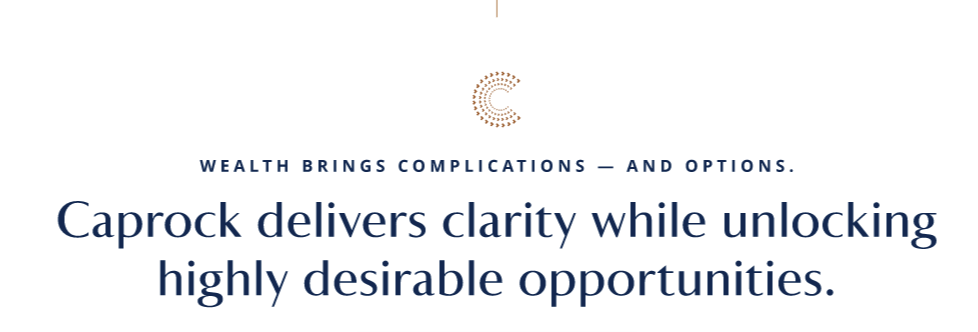 WEALTH BRINGS COMPLICATIONS — AND OPTIONS.
Caprock delivers clarity while unlocking
highly desirable opportunities.